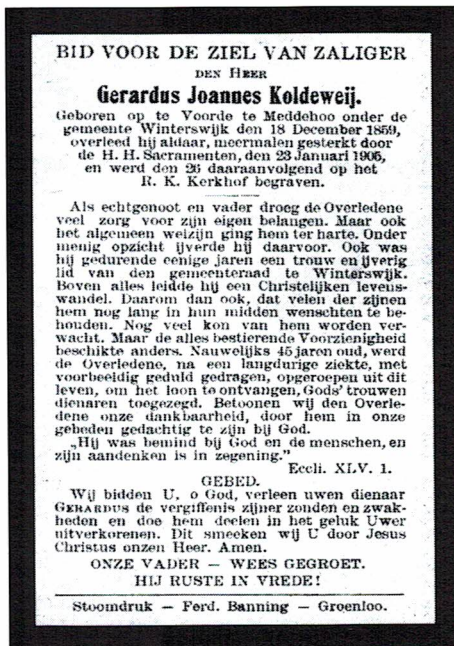 BID VOOR DE ZIEL VAN ZALIGER
DEN HEER
Gerardus Joannes Koldeweij.
Geboren op te Voorde te Meddehoo onder de
gemeente Winterswijk den 18 December 1859,
overleed hij aldaar, meermalen gesterkt door
de H. H. Sacramenten, den 23 Januari 1905,
en werd den 26 daaraanvolgend op het
R. K. Kerkhof begraven.
Als echtgenoot en vader droeg de Overledene
veel zorg voor zijn eigen belangen. Maar ook
het algemeen welzijn ging hem ter harte. Onder
menig opzicht ijverde hij daarvoor. Ook was
hij gedurende eenige jaren een trouw en ijverig
lid van den gemeenteraad te Winterswijk.
Boven alles leidde hij een Christelijken levens-
wandel. Daarom dan ook, dat velen der zijnen
hem nog lang in hun midden wenschten te be-
houden. Nog veel kon van hem worden ver-
wacht. Maar de alles bestierende Voorzienigheid
beschikte anders. Nauwelijks 45 jaren oud, werd
de Overledene, na een langdurige ziekte, met
voorbeeldig geduld gedragen, opgeroepen uit dit
leven, om het loon te ontvangen, Gods' trouwen
dienaren toegezegd. Betoonen wij den Overle-
dene onze dankbaarheid, door hem in onze
gebeden gedachtig te zijn bij God.
„Hij was bemind bij God en de menschen, en
zijn aandenken is in zegening."
Eccli. XLV. 1.
GEBED.
Wij bidden U, o God, verleen uwen dienaar
GERARDUS de vergiffenis zijner zonden en zwak-
heden en doe hem deelen in het geluk Uwer
uitverkorenen. Dit smeeken wij U door Jesus
Christus onzen Heer. Amen.
ONZE VADER — WEES GEGROET.
HIJ RUSTE IN VREDE!
Stoomdruk — Ferd. Banning — Groenloo.